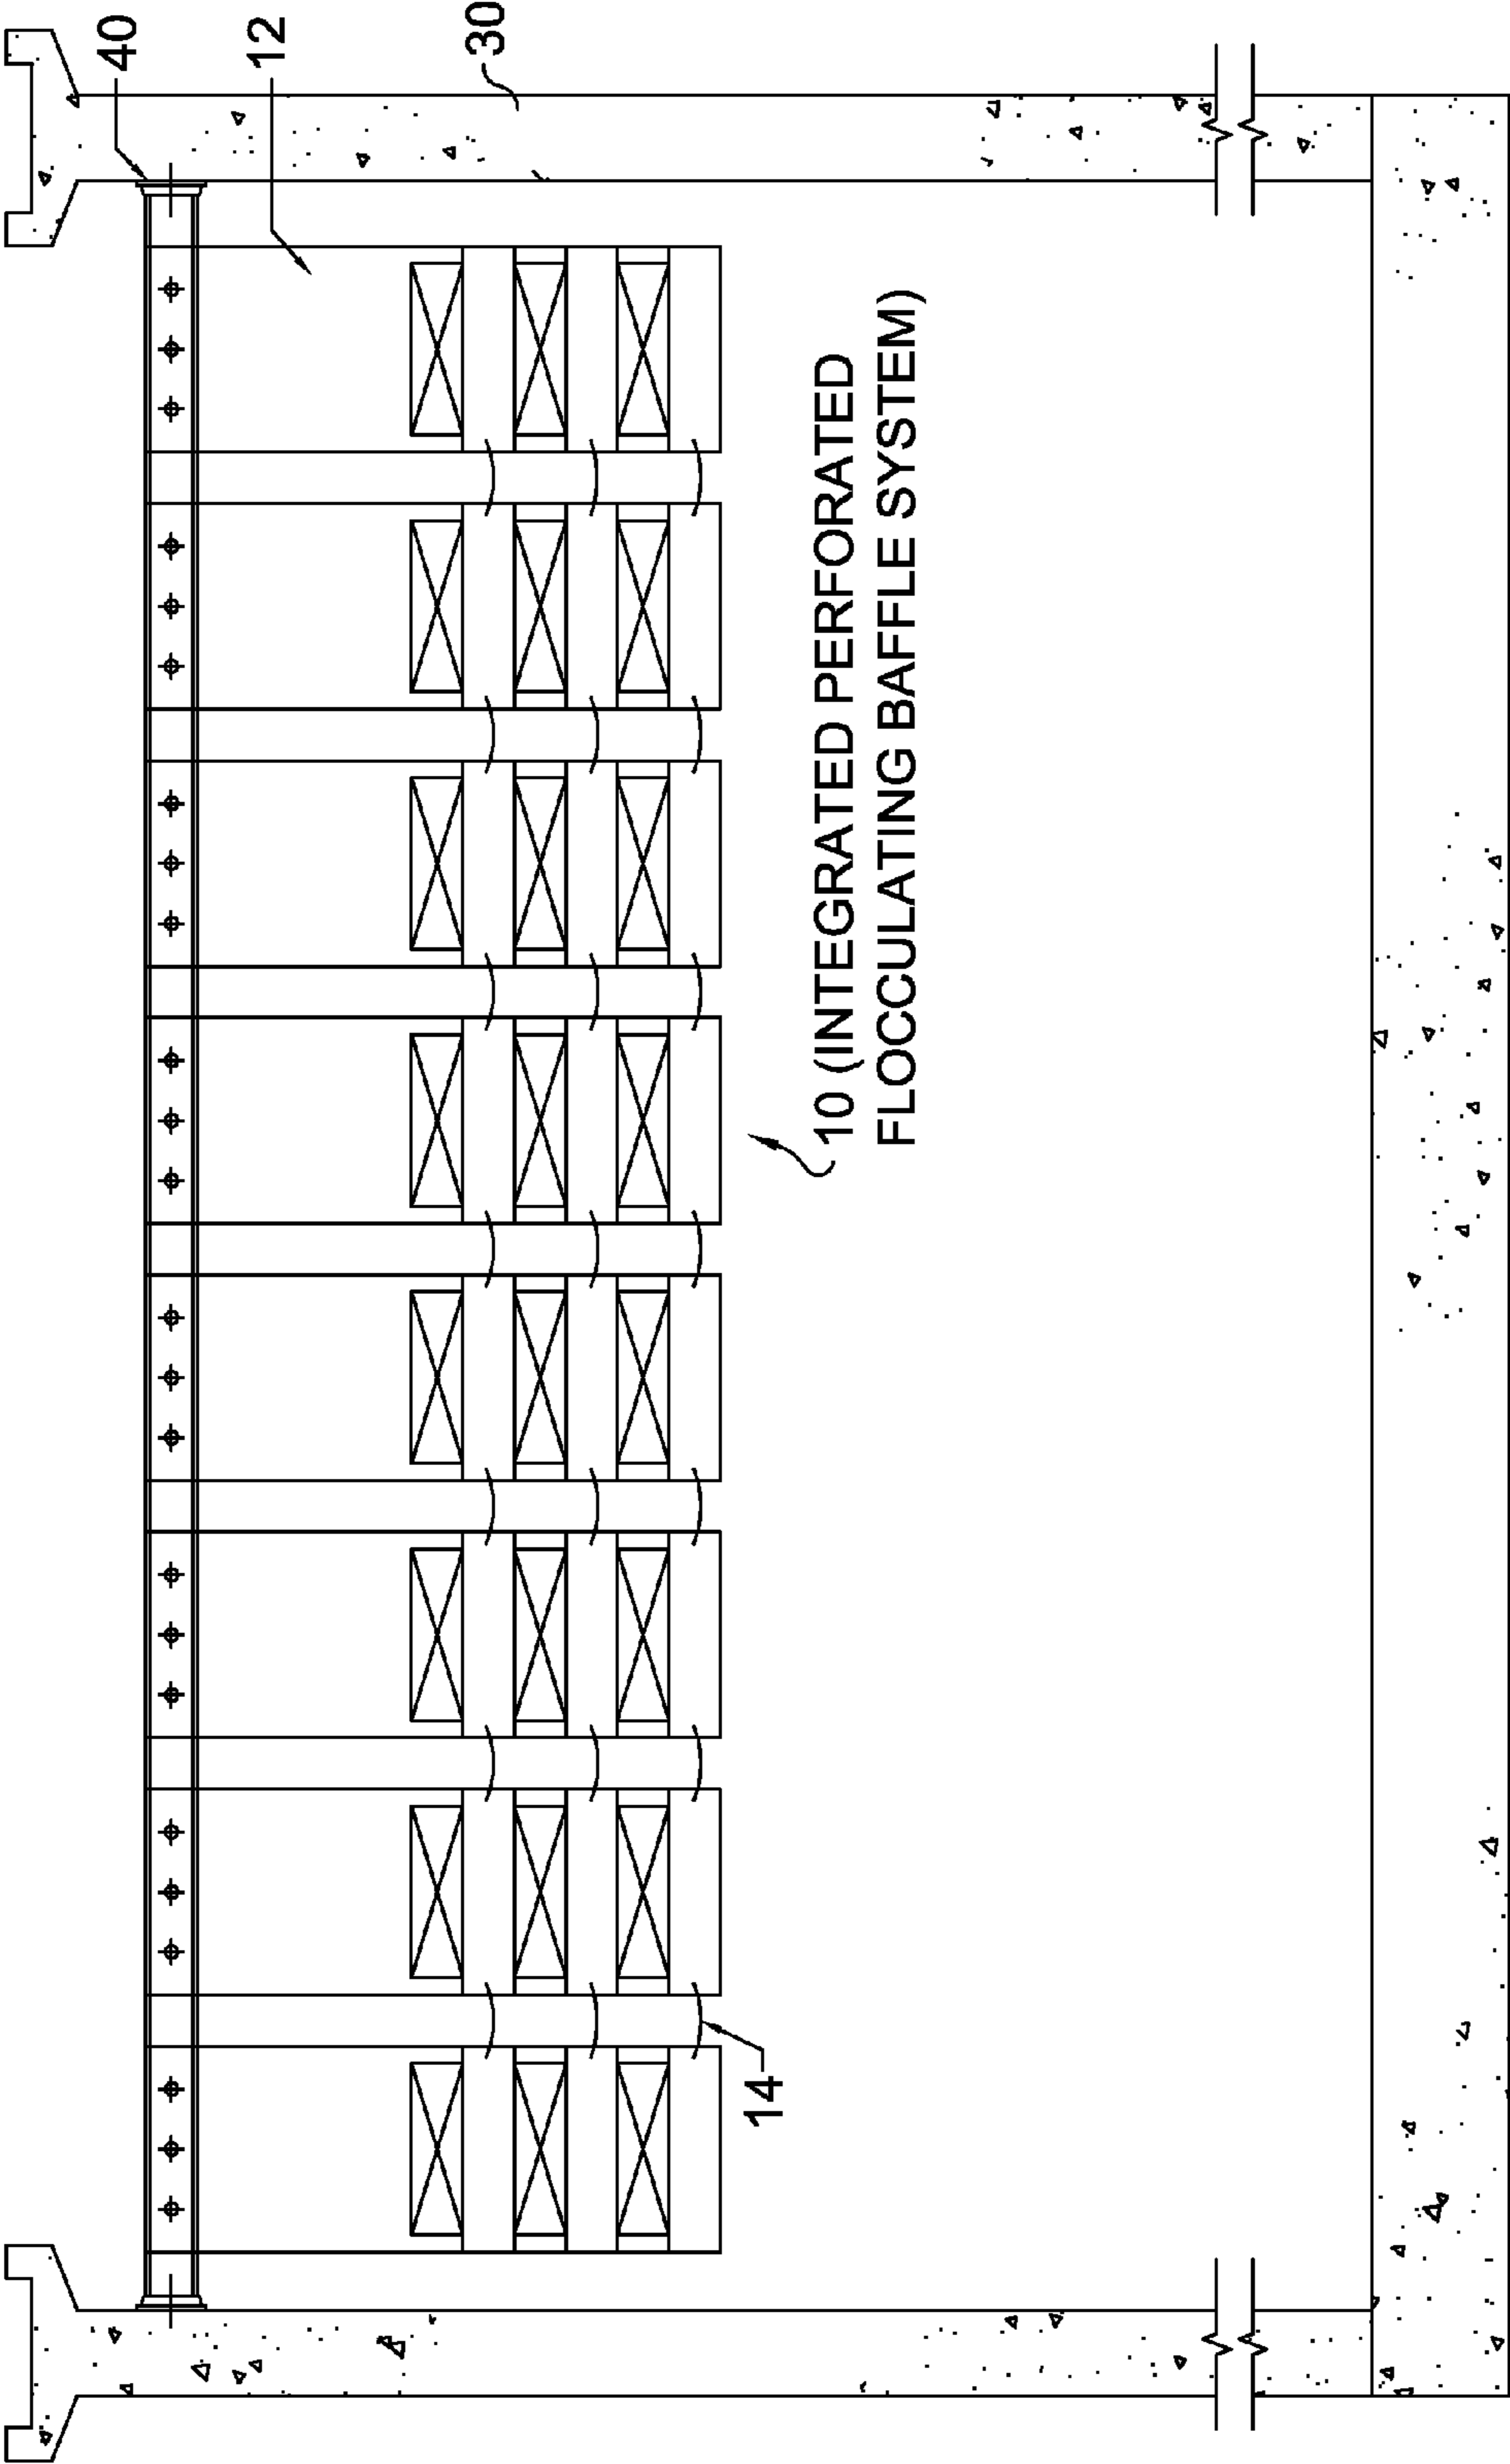 40
12
30
10 (INTEGRATED PERFORATED
FLOCCULATING BAFFLE SYSTEM)
14